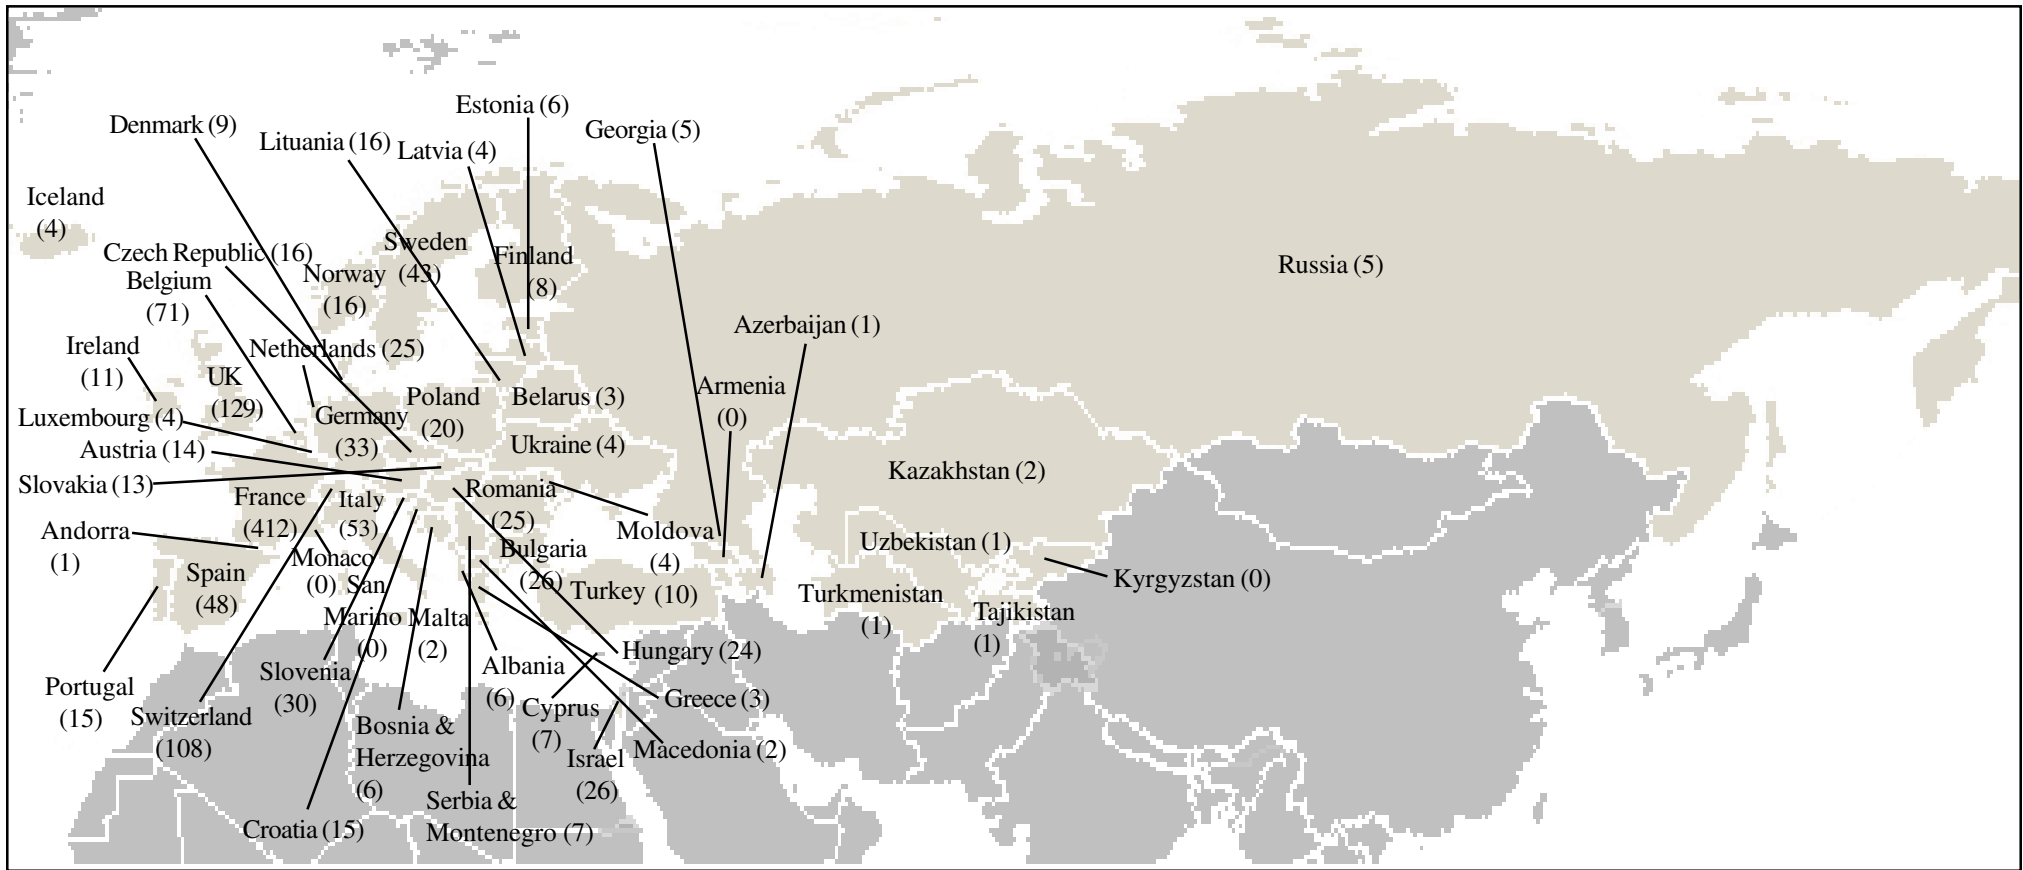 Estonia (6)
Denmark (9)
Georgia (5)
Lituania (16)
Latvia (4)
Iceland
(4)
Sweden
(43)
Czech Republic (16)
Finland
(8)
Russia (5)
Norway
(16)
Belgium
(71)
Azerbaijan (1)
Ireland
(11)
Netherlands (25)
UK
(129)
Armenia
(0)
Poland
(20)
Belarus (3)
Luxembourg (4)
Germany
(33)
Austria (14)
Ukraine (4)
Kazakhstan (2)
Slovakia (13)
France
(412)
Italy
(53)
Romania
(25)
Andorra
(1)
Moldova
(4)
Uzbekistan (1)
Monaco
(0)
Bulgaria
(26)
Spain
(48)
San
Marino
(0)
Turkey (10)
Kyrgyzstan (0)
Turkmenistan
(1)
Tajikistan
(1)
Malta
(2)
Hungary (24)
Albania
(6)
Slovenia
(30)
Portugal
(15)
Greece (3)
Switzerland
(108)
Cyprus
(7)
Bosnia &
Herzegovina
(6)
Macedonia (2)
Israel
(26)
Serbia &
Montenegro (7)
Croatia (15)